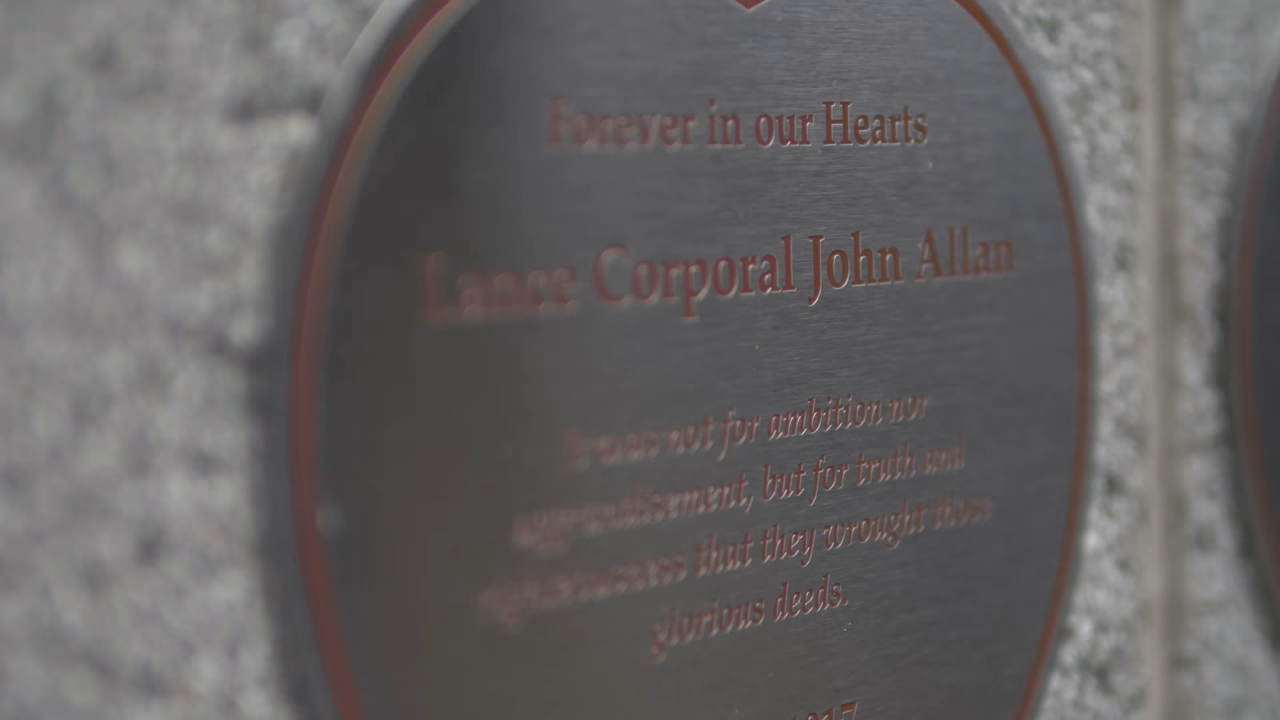 Forever in our Hearts
Lance Corporal John Allan
It was not for ambition nor
aggrandisement, but for truth and
righteousness that they wrought those
glorious deeds.
1917